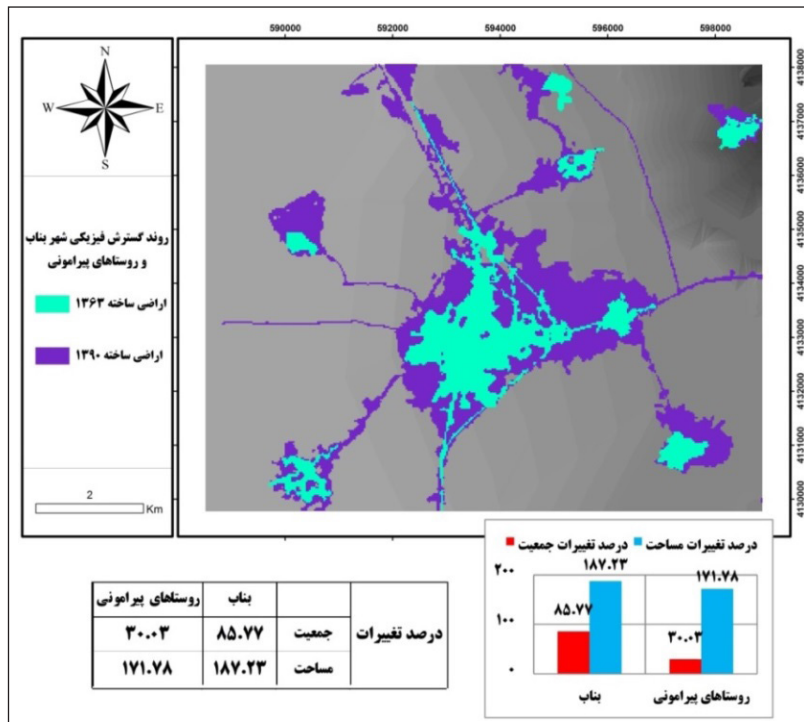 590000 592000 594000 596000 598000
N
W E
S
روند گسترش فیزیکی شهر بناب
و روستاهای پیرامونی
اراضی ساخته ۱۳۶۳
اراضی ساخته ۱۳۹۰
2
Km
4138000
4137000
4136000
4135000
4134000
4133000
4132000
4131000
4130000
درصد تغییرات مساحت درصد تغییرات جمعیت
۲۰۰
۱۰۰
۰
۸۵.۷۷
۱۸۷.۲۳
۳۰.۰۳
۱۷۱.۷۸
بناب
روستاهای پیرامونی
درصد تغییرات
بناب روستاهای پیرامونی
جمعیت ۸۵.۷۷ ۳۰.۰۳
مساحت ۱۸۷.۲۳ ۱۷۱.۷۸